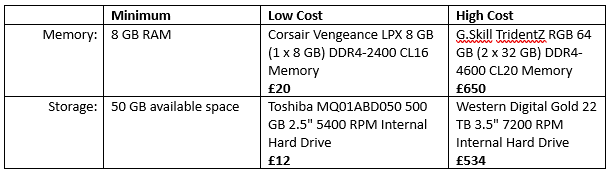 Minimum Low Cost High Cost
Memory: 8 GB RAM Corsair Vengeance LPX 8 GB G.Skill TridentZ RGB 64
(1 x 8 GB) DDR4-2400 CL16 GB (2 x 32 GB) DDR4-
Memory 4600 CL20 Memory
£20 £650
Storage: 50 GB available space Toshiba MQ01ABD050 500 Western Digital Gold 22
GB 2.5" 5400 RPM Internal TB 3.5" 7200 RPM
Hard Drive Internal Hard Drive
£12 £534